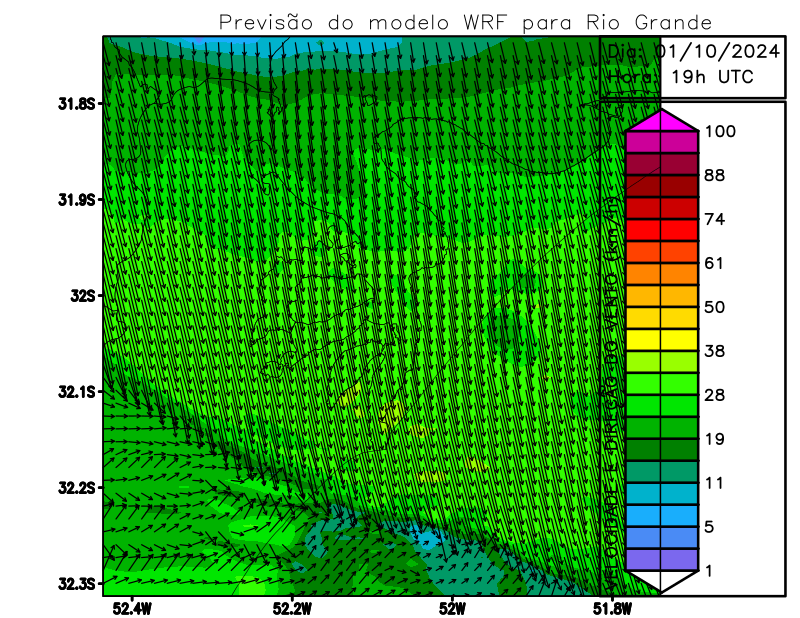 Previsão do modelo WRF para Rio Grande
Dia: 01/10/2024
Hora: 19h UTC
31.8S
31.9S
32S
32.1S
32.2S
32.3S
52.4W
52.2W
52W
51.8W
VELOCIDADE E DIREÇÃO DO VENTO (km/h)
100
88
74
61
50
38
28
19
11
5
1